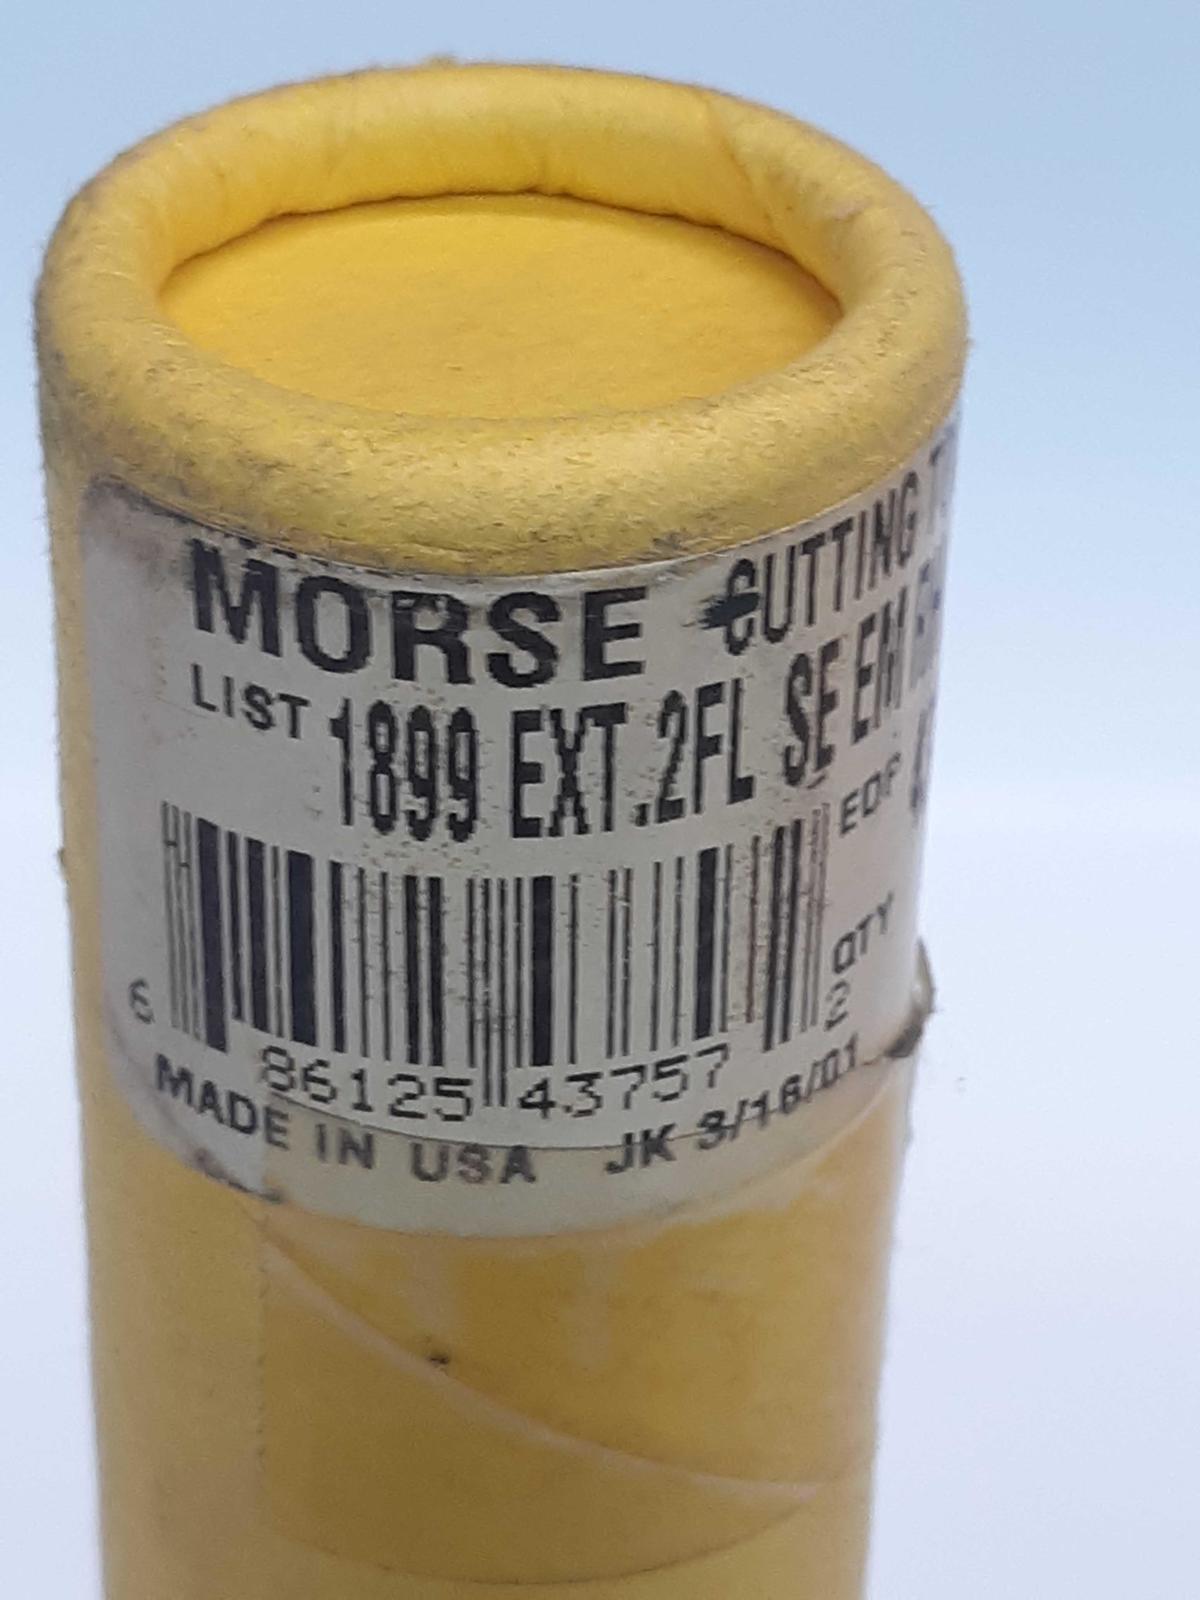 MORSE CUTTING
LIST 1899 EXT.2FL SE EM
EDP
QTY
6 86125 43757 2
MADE IN USA JK 3/16/01